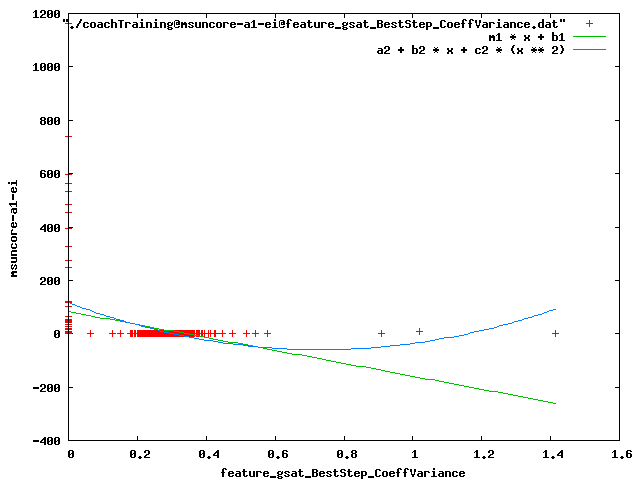 1200
"./coachTraining@msuncore-a1-ei@feature_gsat_BestStep_CoeffVariance.dat"
m1 * x + b1
a2 + b2 * x + c2 * (x ** 2)
1000
800
600
400
200
0
-200
-400
msuncore-a1-ei
0 0.2 0.4 0.6 0.8 1 1.2 1.4 1.6
feature_gsat_BestStep_CoeffVariance